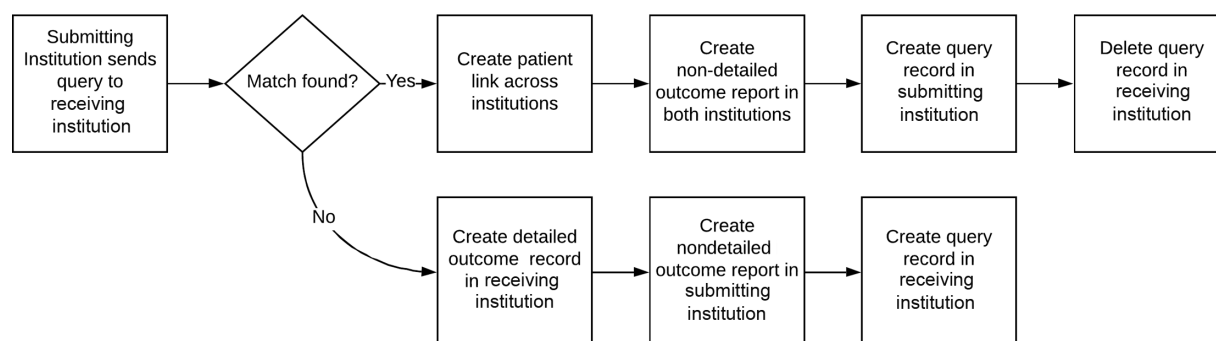 Submitting
Institution sends
query to
receiving
institution
Match found?
Yes
Create patient
link across
institutions
Create
non-detailed
outcome report in
both institutions
Create query
record in
submitting
institution
Delete query
record in
receiving
institution
No
Create detailed
outcome record
in receiving
institution
Create
nondetailed
outcome report in
submitting
institution
Create query
record in
receiving
institution